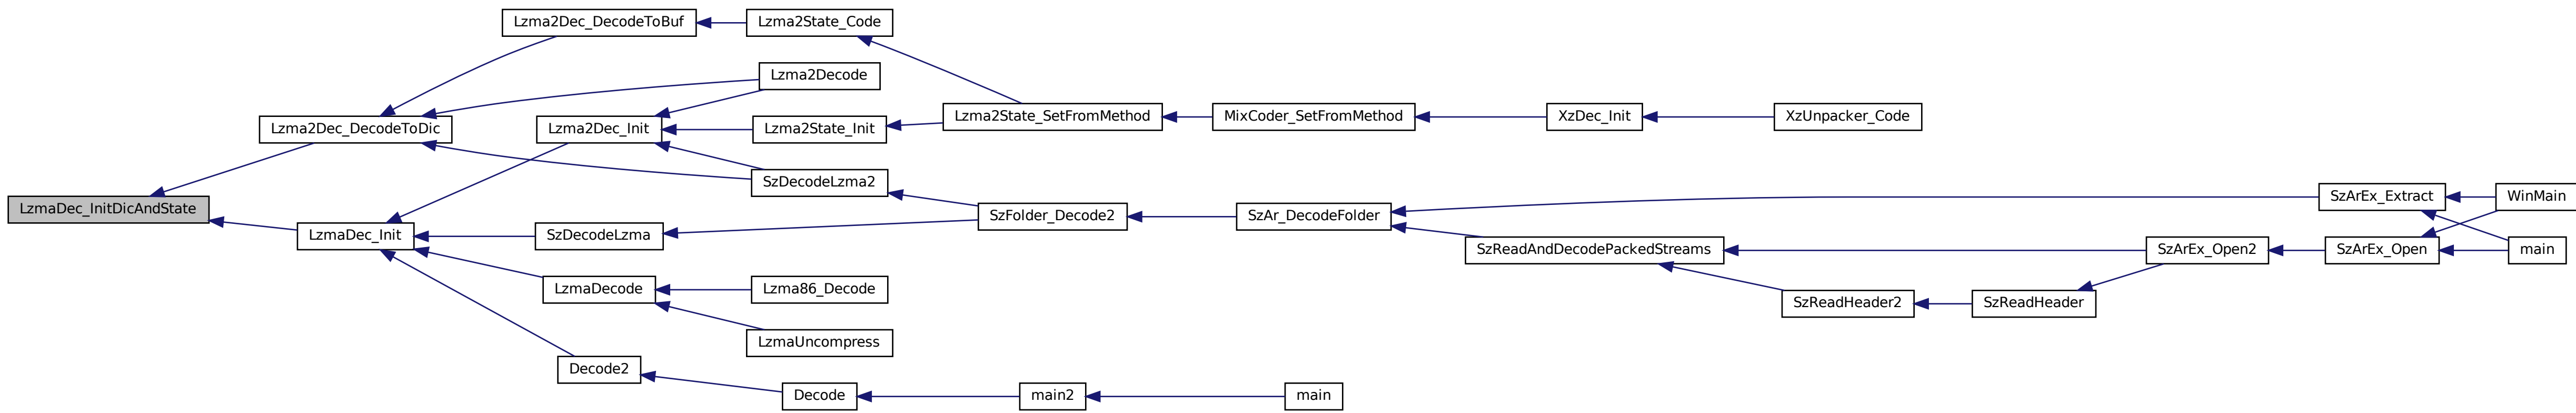 Lzma2Dec_DecodeToBuf
Lzma2State_Code
Lzma2Decode
Lzma2Dec_DecodeToDic
Lzma2Dec_Init
Lzma2State_Init
Lzma2State_SetFromMethod
MixCoder_SetFromMethod
XzDec_Init
XzUnpacker_Code
SzDecodeLzma2
LzmaDec_InitDicAndState
LzmaDec_Init
SzDecodeLzma
SzFolder_Decode2
SzAr_DecodeFolder
SzArEx_Extract
WinMain
SzReadAndDecodePackedStreams
SzArEx_Open2
SzArEx_Open
main
LzmaDecode
Lzma86_Decode
SzReadHeader2
SzReadHeader
LzmaUncompress
Decode2
Decode
main2
main